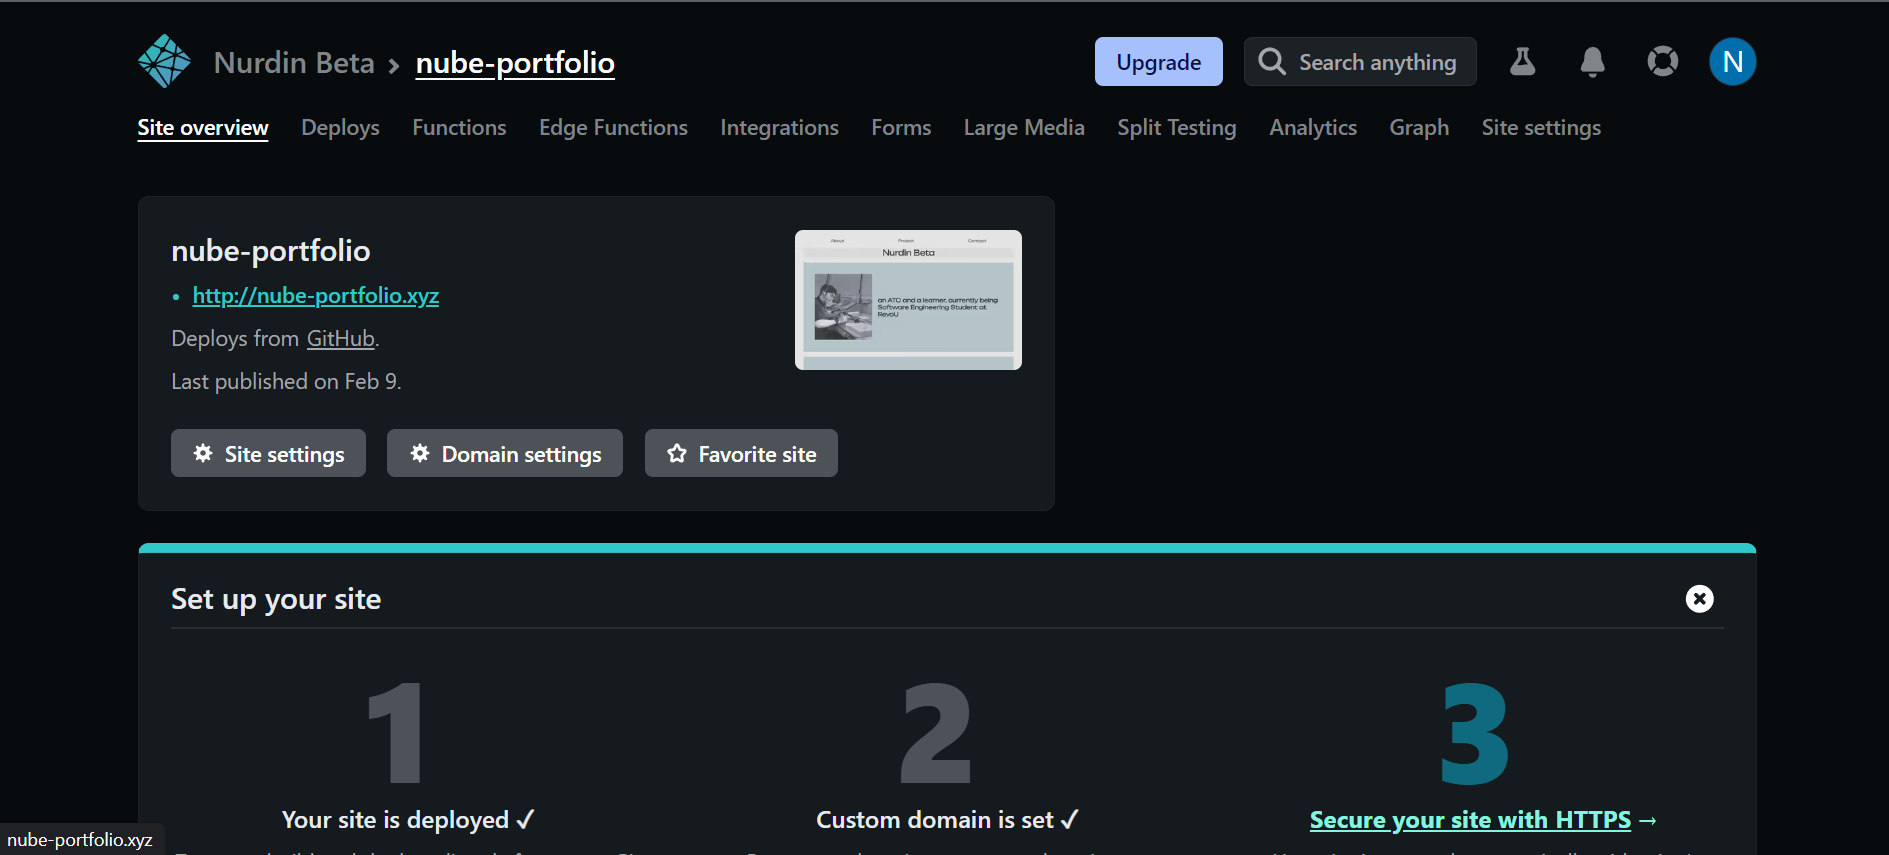 Nurdin Beta > nube-portfolio
Upgrade
Search anything
N
Site overview Deploys Functions Edge Functions Integrations Forms Large Media Split Testing Analytics Graph Site settings
nube-portfolio
• http://nube-portfolio.xyz
Deploys from GitHub.
Last published on Feb 9.
About Project Contact
Nurdin Beta
an ATC and a learner, currently being
Software Engineering Student at
RevoU
Site settings
Domain settings
Favorite site
Set up your site
1
Your site is deployed ✓
2
Custom domain is set ✓
3
Secure your site with HTTPS →
nube-portfolio.xyz